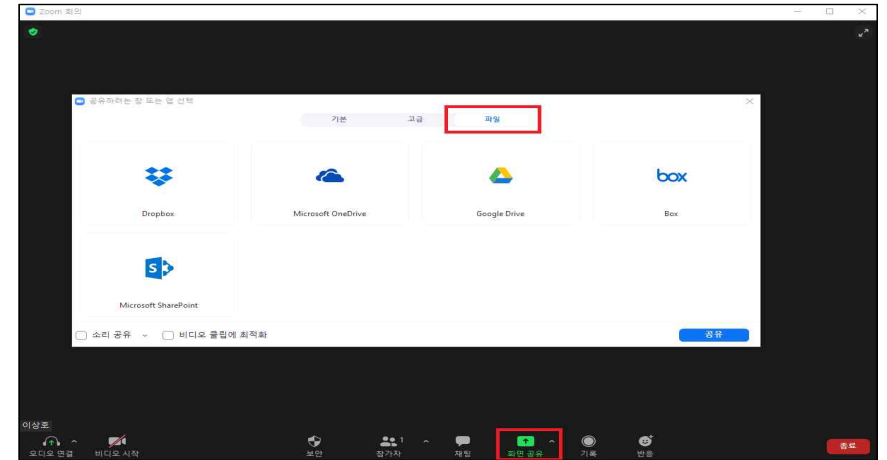 Zoom 회의
공유하려는 창 또는 앱 선택
기본 고급 파일
Dropbox Microsoft OneDrive Google Drive box Box
S
Microsoft SharePoint
소리 공유 비디오 클립에 최적화 공유
이상호
1
오디오 연결 비디오 시작 보안 참가자 채팅 화면 공유 기록 반응 종료